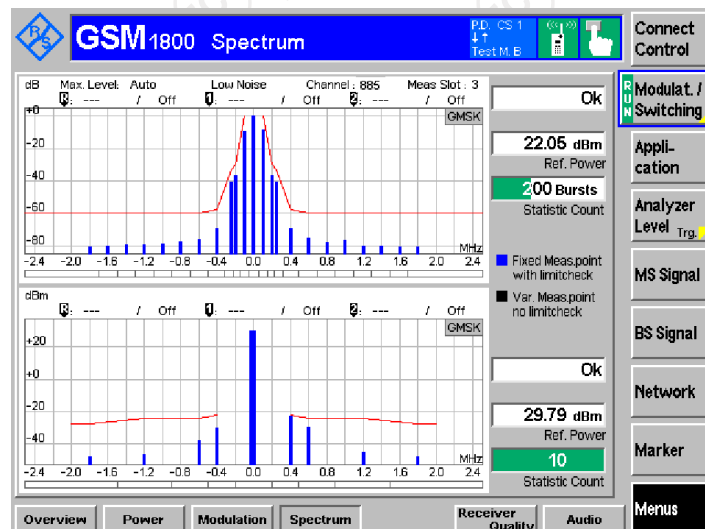 GSM 1800 Spectrum
P.D. CS 1
Test M. B
Connect
Control
dB Max. Level: Auto Low Noise Channel : 885 Meas Slot : 3
R: --- / Off 1: --- / Off 2: --- / Off
+0
GMSK
-20
-40
-60
-80
MHz
-2.4 -2.0 -1.6 -1.2 -0.8 -0.4 0.0 0.4 0.8 1.2 1.6 2.0 2.4
Ok
22.05 dBm
Ref. Power
200 Bursts
Statistic Count
Fixed Meas.point
with limitcheck
Var. Meas.point
no limitcheck
dBm
R: --- / Off 1: --- / Off 2: --- / Off
GMSK
+20
+0
-20
-40
MHz
-2.4 -2.0 -1.6 -1.2 -0.8 -0.4 0.0 0.4 0.8 1.2 1.6 2.0 2.4
Ok
29.79 dBm
Ref. Power
10
Statistic Count
RUN
Modulat. /
Switching
Appli-
cation
Analyzer
Level Trg.
MS Signal
BS Signal
Network
Marker
Menus
Overview Power Modulation Spectrum Receiver Quality Audio